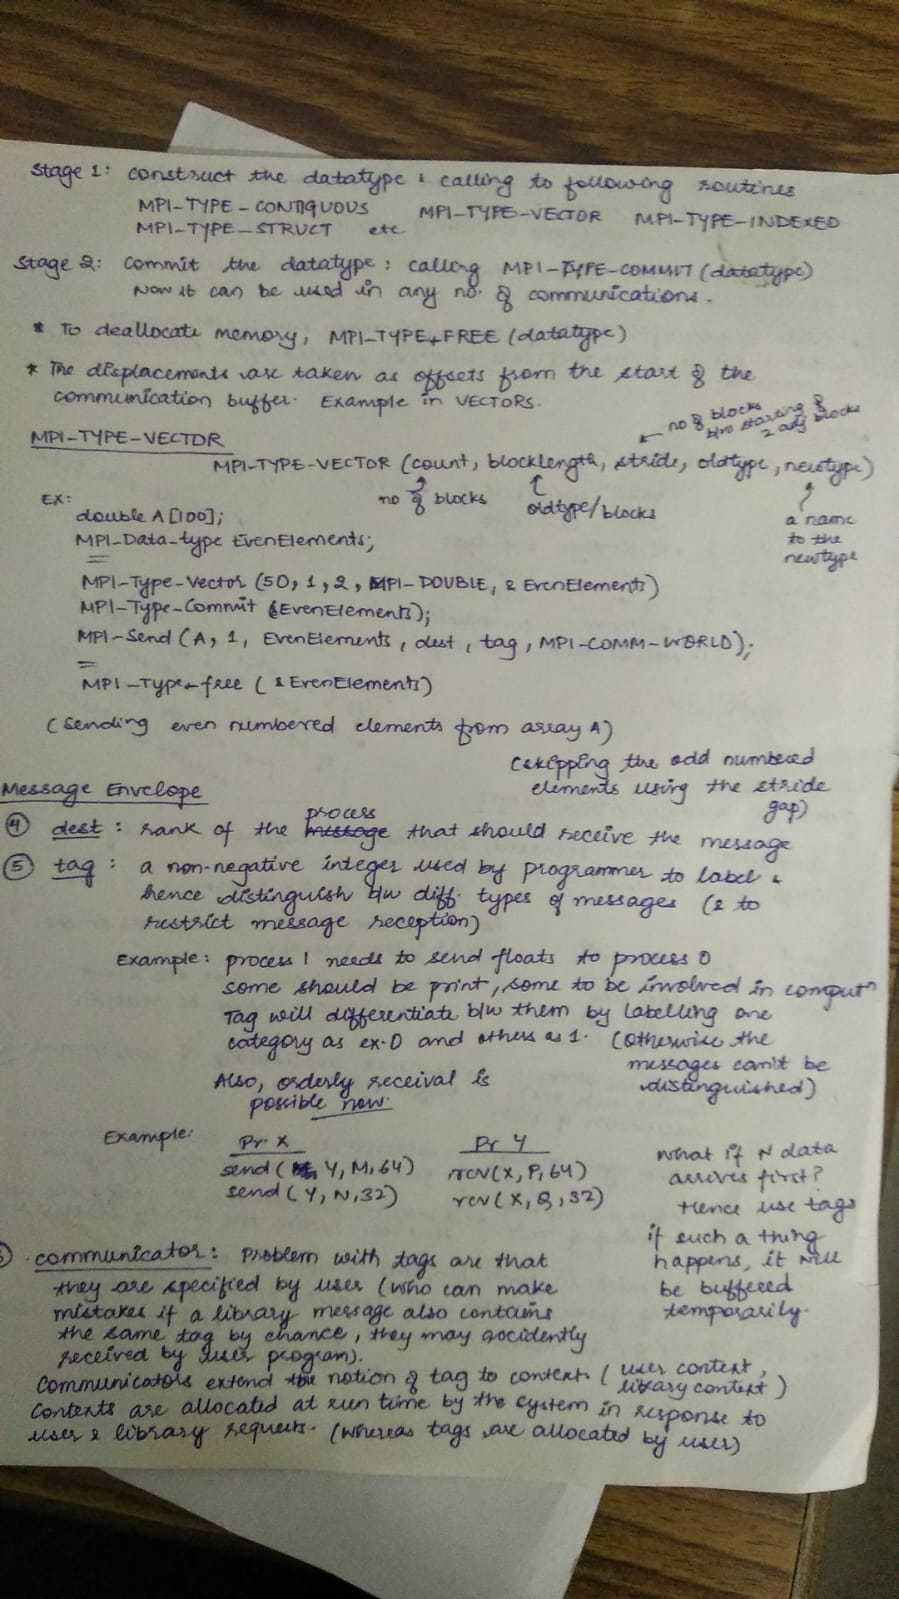 Stage 1: construct the datatype : calling to following routines
MPI-TYPE-CONTIGUOUS MPI-TYPE-VECTOR MPI-TYPE-INDEXED
MPI-TYPE-STRUCT etc
Stage 2: commit the datatype : calling MPI-TYPE-COMMIT (datatype)
Now it can be used in any no. of communications.
* To deallocate memory, MPI-TYPE-FREE (datatype)
* The displacements are taken as offsets from the start of the
communication buffer. Example in VECTORS.
← no of blocks
b/w starting of
2 adj blocks
MPI-TYPE-VECTOR
MPI-TYPE-VECTOR (count, blocklength, stride, oldtype, newtype)
no of blocks
oldtype/blocks
a name
to the
newtype
EX:
double A[100];
MPI-Data-type EvenElements;
=
MPI-Type-Vector (50, 1, 2, MPI-DOUBLE, & EvenElements)
MPI-Type-Commit (&EvenElements);
MPI-Send (A, 1, EvenElements, dest, tag, MPI-COMM-WORLD);
=
MPI-Type-free (& EvenElements)
(Sending even numbered elements from array A)
(skipping the odd numbered
elements using the stride
gap)
Message Envelope
④ dest : rank of the process that should receive the message
⑤ tag : a non-negative integer used by programmer to label &
hence distinguish b/w diff. types of messages (& to
restrict message reception)
Example: process 1 needs to send floats to process 0
some should be print, some to be involved in computⁿ
Tag will differentiate b/w them by labelling one
category as ex. 0 and others as 1. (Otherwise the
messages can't be
distinguished)
Also, orderly receival is
possible now.
Example:
Pr. X
send ( Y, M, 64)
send (Y, N, 32)
Pr Y
rcv (X, P, 64)
rcv (X, Q, 32)
what if N data
arrives first?
Hence use tags
if such a thing
happens, it will
be buffered
temporarily.
communicator: Problem with tags are that
they are specified by user (who can make
mistakes if a library message also contains
the same tag by chance, they may accidently
received by user program).
Communicators extend the notion of tag to context. (user context,
library context)
Contexts are allocated at run time by the system in response to
user & library requests. (whereas tags are allocated by user)